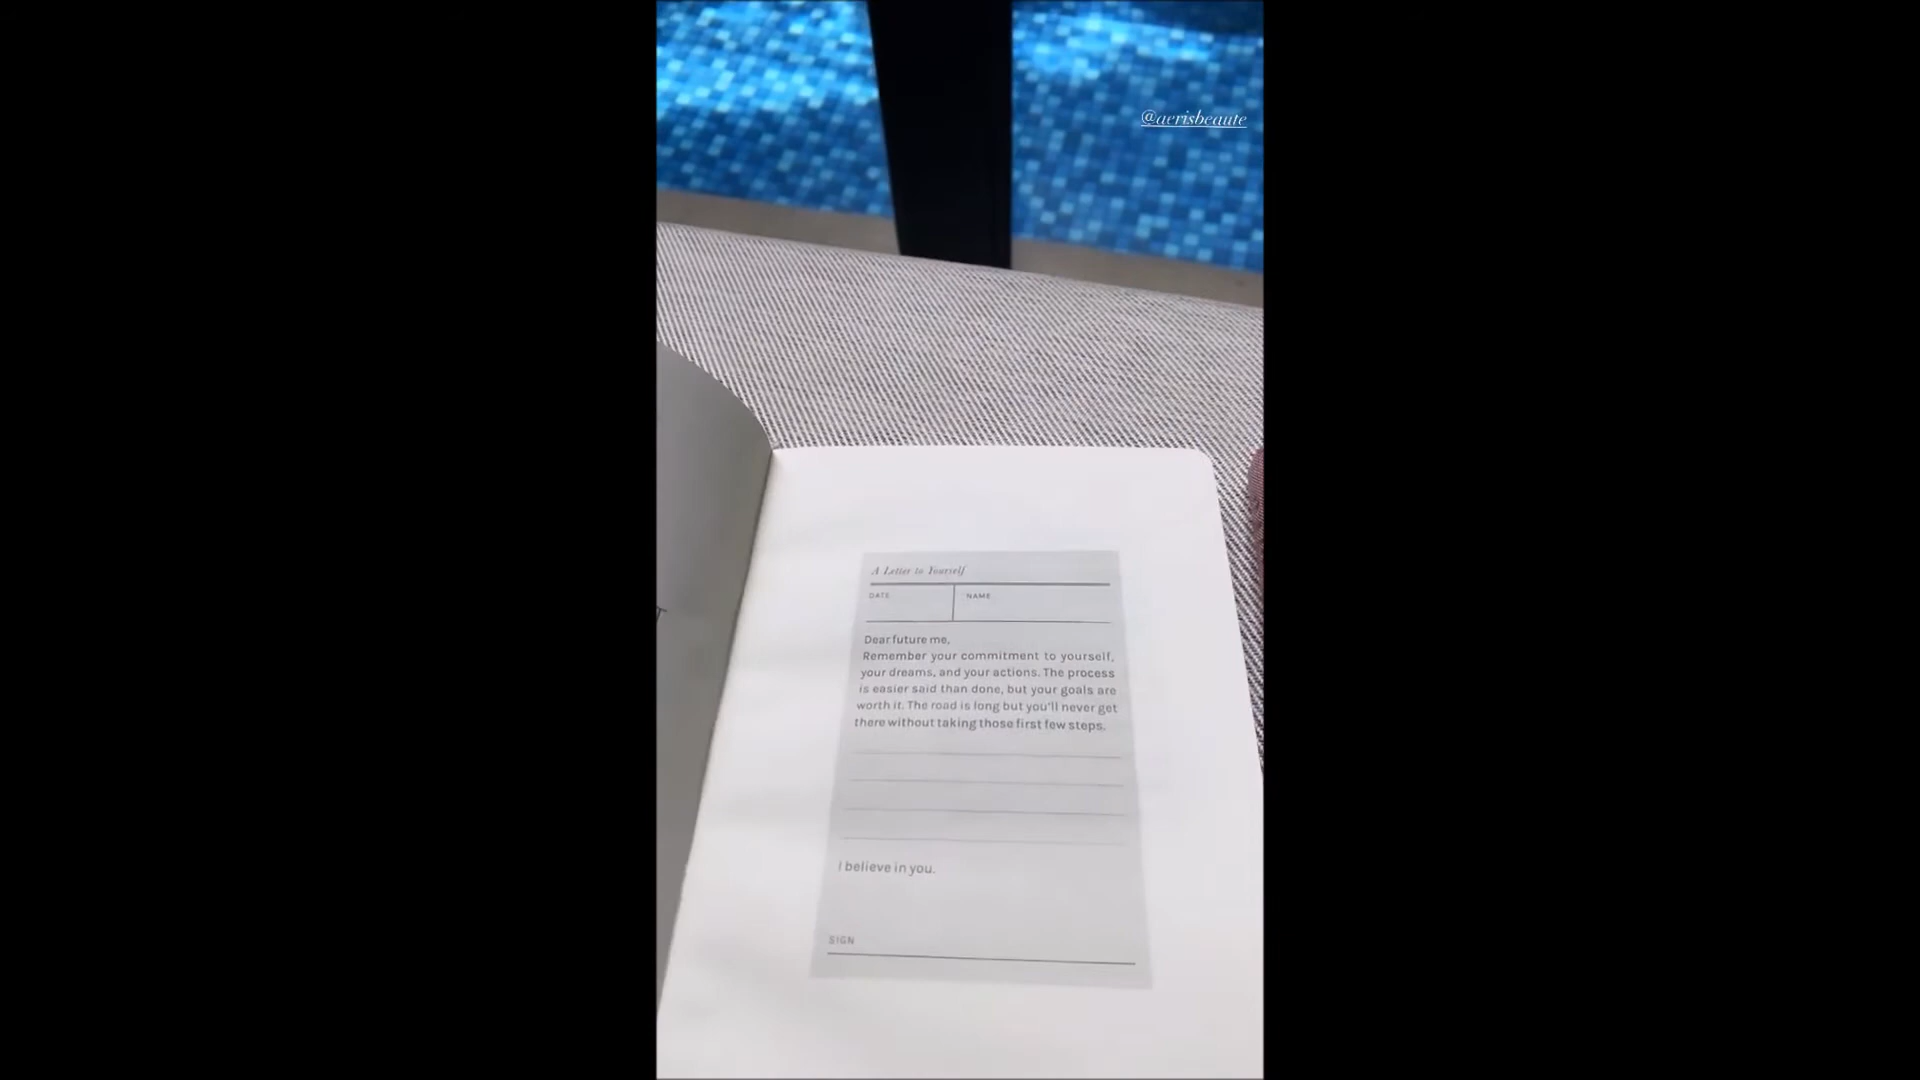 @aerisbeaute
A Letter to Yourself
DATE
NAME
Dear future me,
Remember your commitment to yourself,
your dreams, and your actions. The process
is easier said than done, but your goals are
worth it. The road is long but you'll never get
there without taking those first few steps.
I believe in you.
SIGN